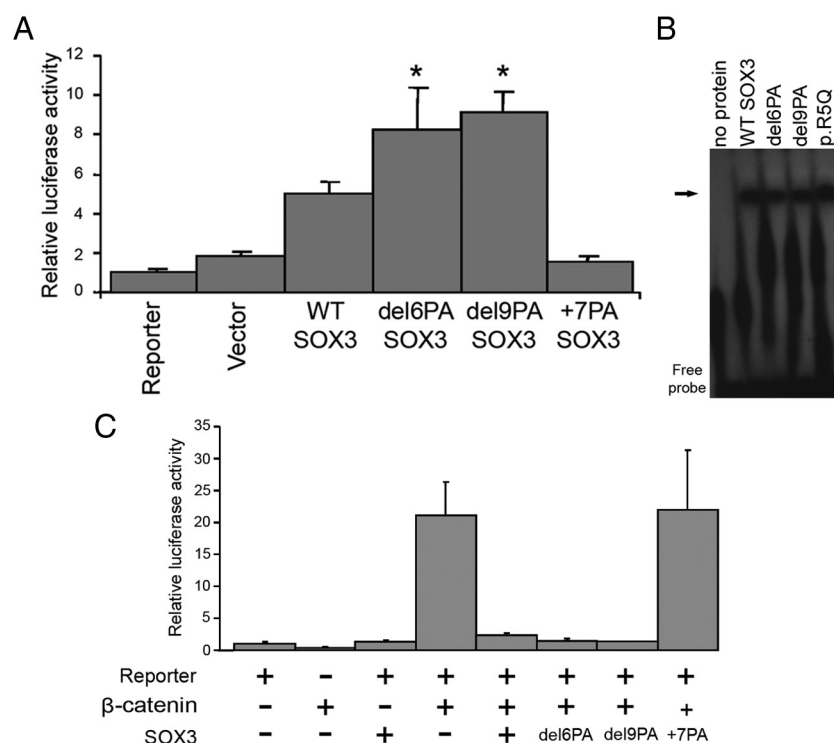 A
Relative luciferase activity
12
10
8
6
4
2
0
*
*
Reporter
Vector
WT
SOX3
del6PA
SOX3
del9PA
SOX3
+7PA
SOX3
B
no protein
WT SOX3
del6PA
del9PA
p.R5Q
Free
probe
C
Relative luciferase activity
35
30
25
20
15
10
5
0
Reporter + - + + + + + +
β-catenin - + - + + + + +
SOX3 - - + - + del6PA del9PA +7PA